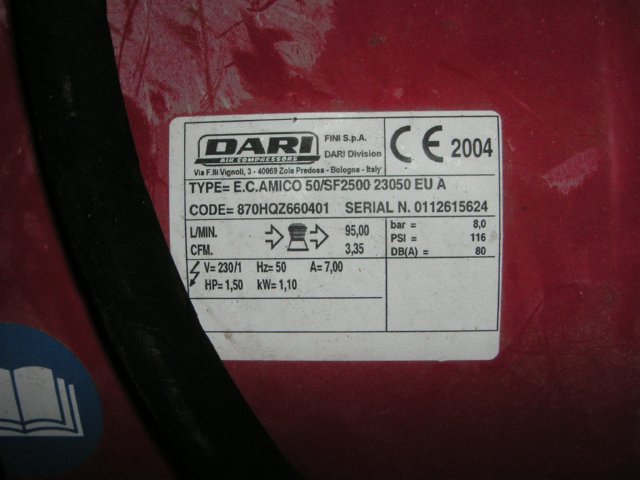 DARI
AIR COMPRESSORS
FINI S.p.A.
DARI Division
Via F.lli Vignoli, 3 - 40069 Zola Predosa - Bologna - Italy
CE 2004
TYPE= E.C.AMICO 50/SF2500 23050 EU A
CODE= 870HQZ660401 SERIAL N. 0112615624
L/MIN. 95,00
CFM. 3,35
bar = 8,0
PSI = 116
DB(A) = 80
V= 230/1 Hz= 50 A= 7,00
HP= 1,50 kW= 1,10